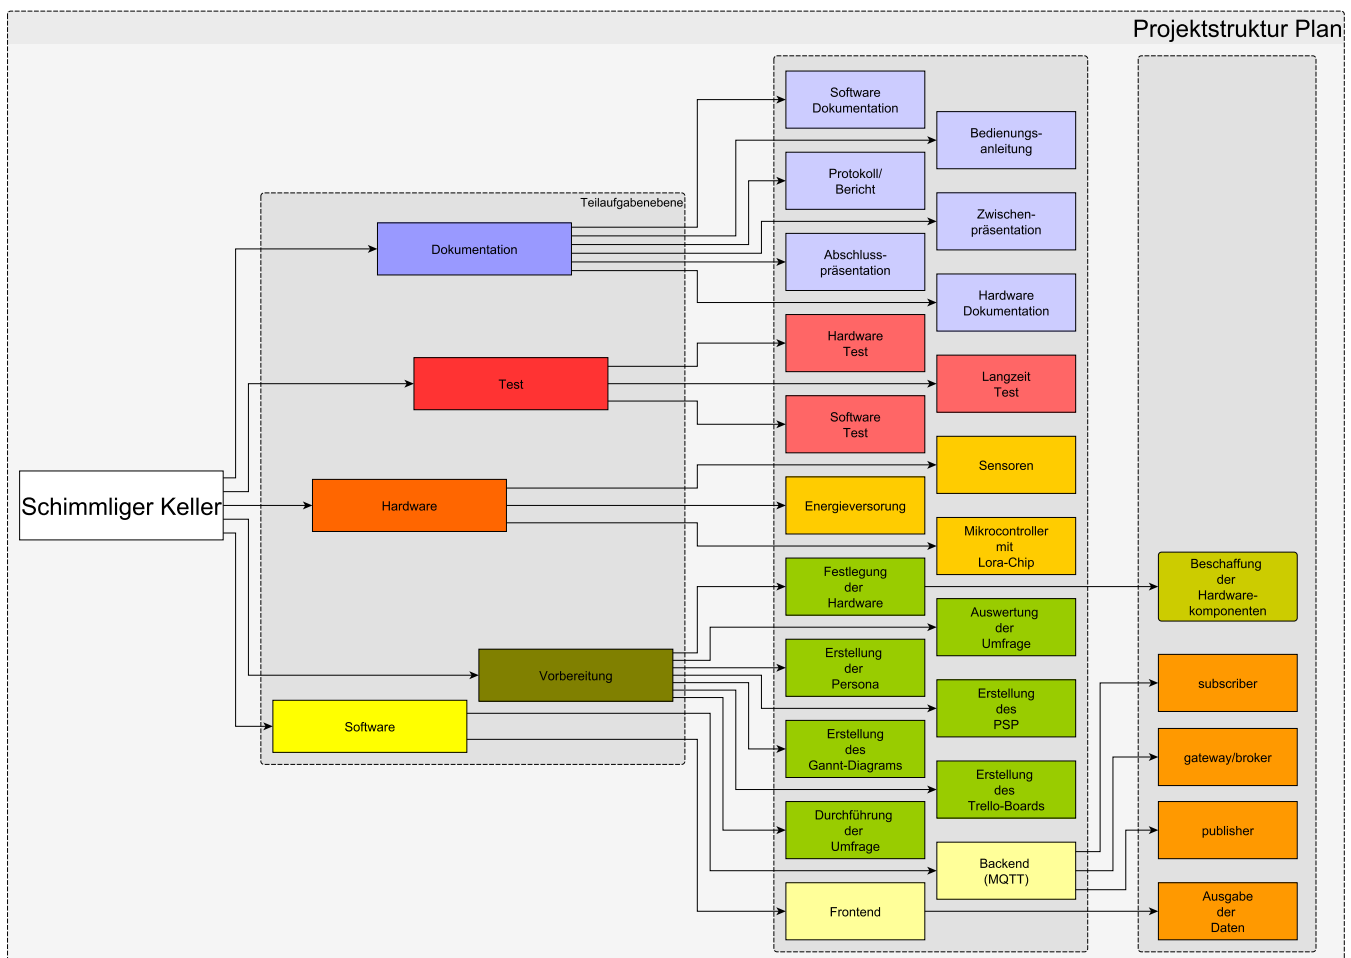 Projektstruktur Plan
Schimmliger Keller
Teilaufgabenebene
Dokumentation
Test
Hardware
Vorbereitung
Software
Software
Dokumentation
Bedienungs-
anleitung
Protokoll/
Bericht
Zwischen-
präsentation
Abschluss-
präsentation
Hardware
Dokumentation
Hardware
Test
Langzeit
Test
Software
Test
Sensoren
Energieversorung
Mikrocontroller
mit
Lora-Chip
Festlegung
der
Hardware
Auswertung
der
Umfrage
Erstellung
der
Persona
Erstellung
des
PSP
Erstellung
des
Gannt-Diagrams
Erstellung
des
Trello-Boards
Durchführung
der
Umfrage
Backend
(MQTT)
Frontend
Beschaffung
der
Hardware-
komponenten
subscriber
gateway/broker
publisher
Ausgabe
der
Daten